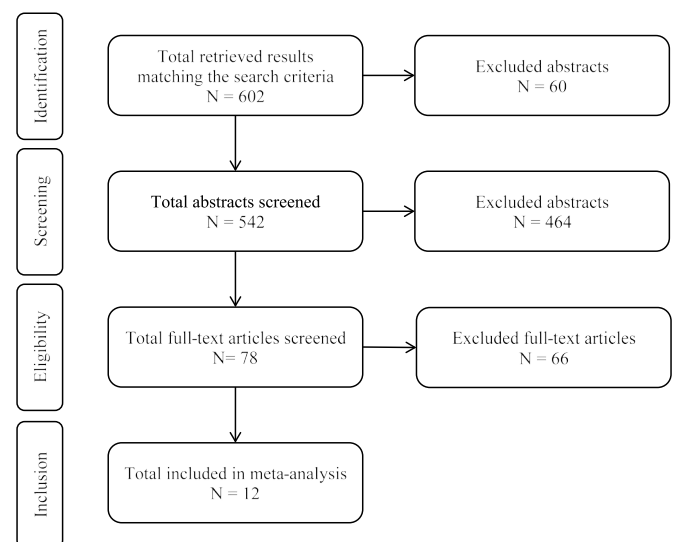 Identification
Total retrieved results
matching the search criteria
N = 602
Excluded abstracts
N = 60
Screening
Total abstracts screened
N = 542
Excluded abstracts
N = 464
Eligibility
Total full-text articles screened
N= 78
Excluded full-text articles
N = 66
Inclusion
Total included in meta-analysis
N = 12